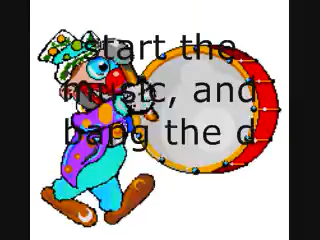 start the
music, and
bang the d